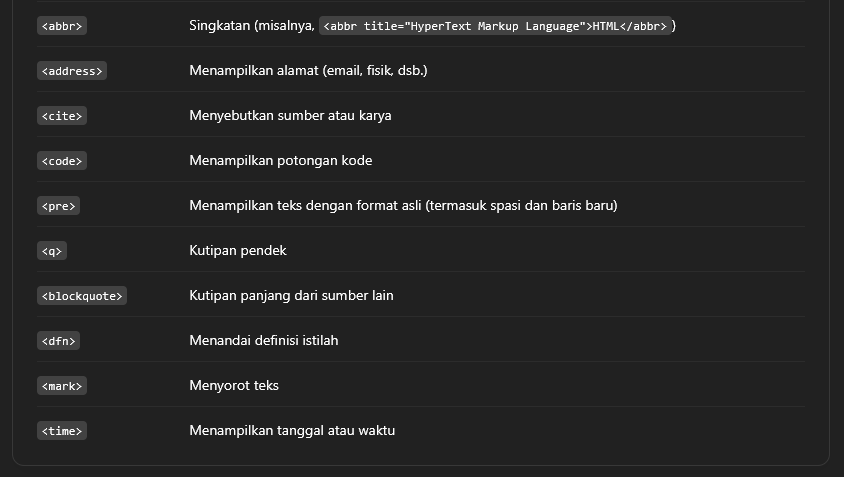 <abbr> Singkatan (misalnya, <abbr title="HyperText Markup Language">HTML</abbr>)
<address> Menampilkan alamat (email, fisik, dsb.)
<cite> Menyebutkan sumber atau karya
<code> Menampilkan potongan kode
<pre> Menampilkan teks dengan format asli (termasuk spasi dan baris baru)
<q> Kutipan pendek
<blockquote> Kutipan panjang dari sumber lain
<dfn> Menandai definisi istilah
<mark> Menyorot teks
<time> Menampilkan tanggal atau waktu